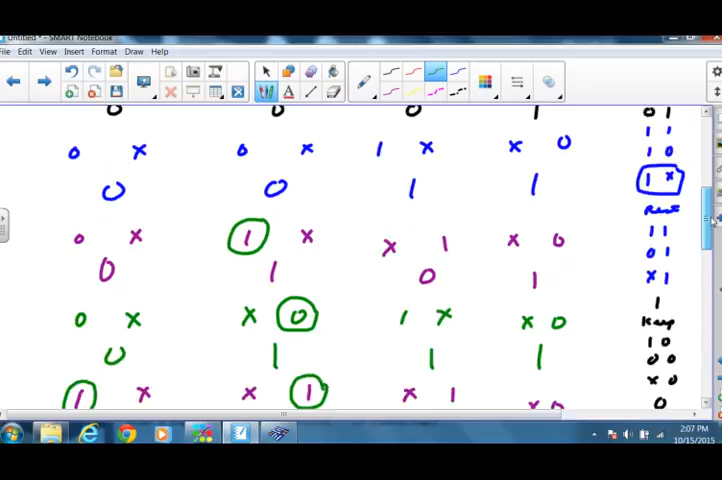 Untitled * - SMART Notebook
File Edit View Insert Format Draw Help
0 0 0 1 0 1
0 x 0 x 1 x x 0 1 1
1 0
0 0 1 1 1 x
0 x 1 x x 1 x 0 1 1
0 1 0 1 0 1
x 1
0 x x 0 1 x x 0 1
Keep
0 1 1 1 1 0
0 0
1 x x 1 x 1 x 0 x 0
0
2:07 PM
10/15/2015